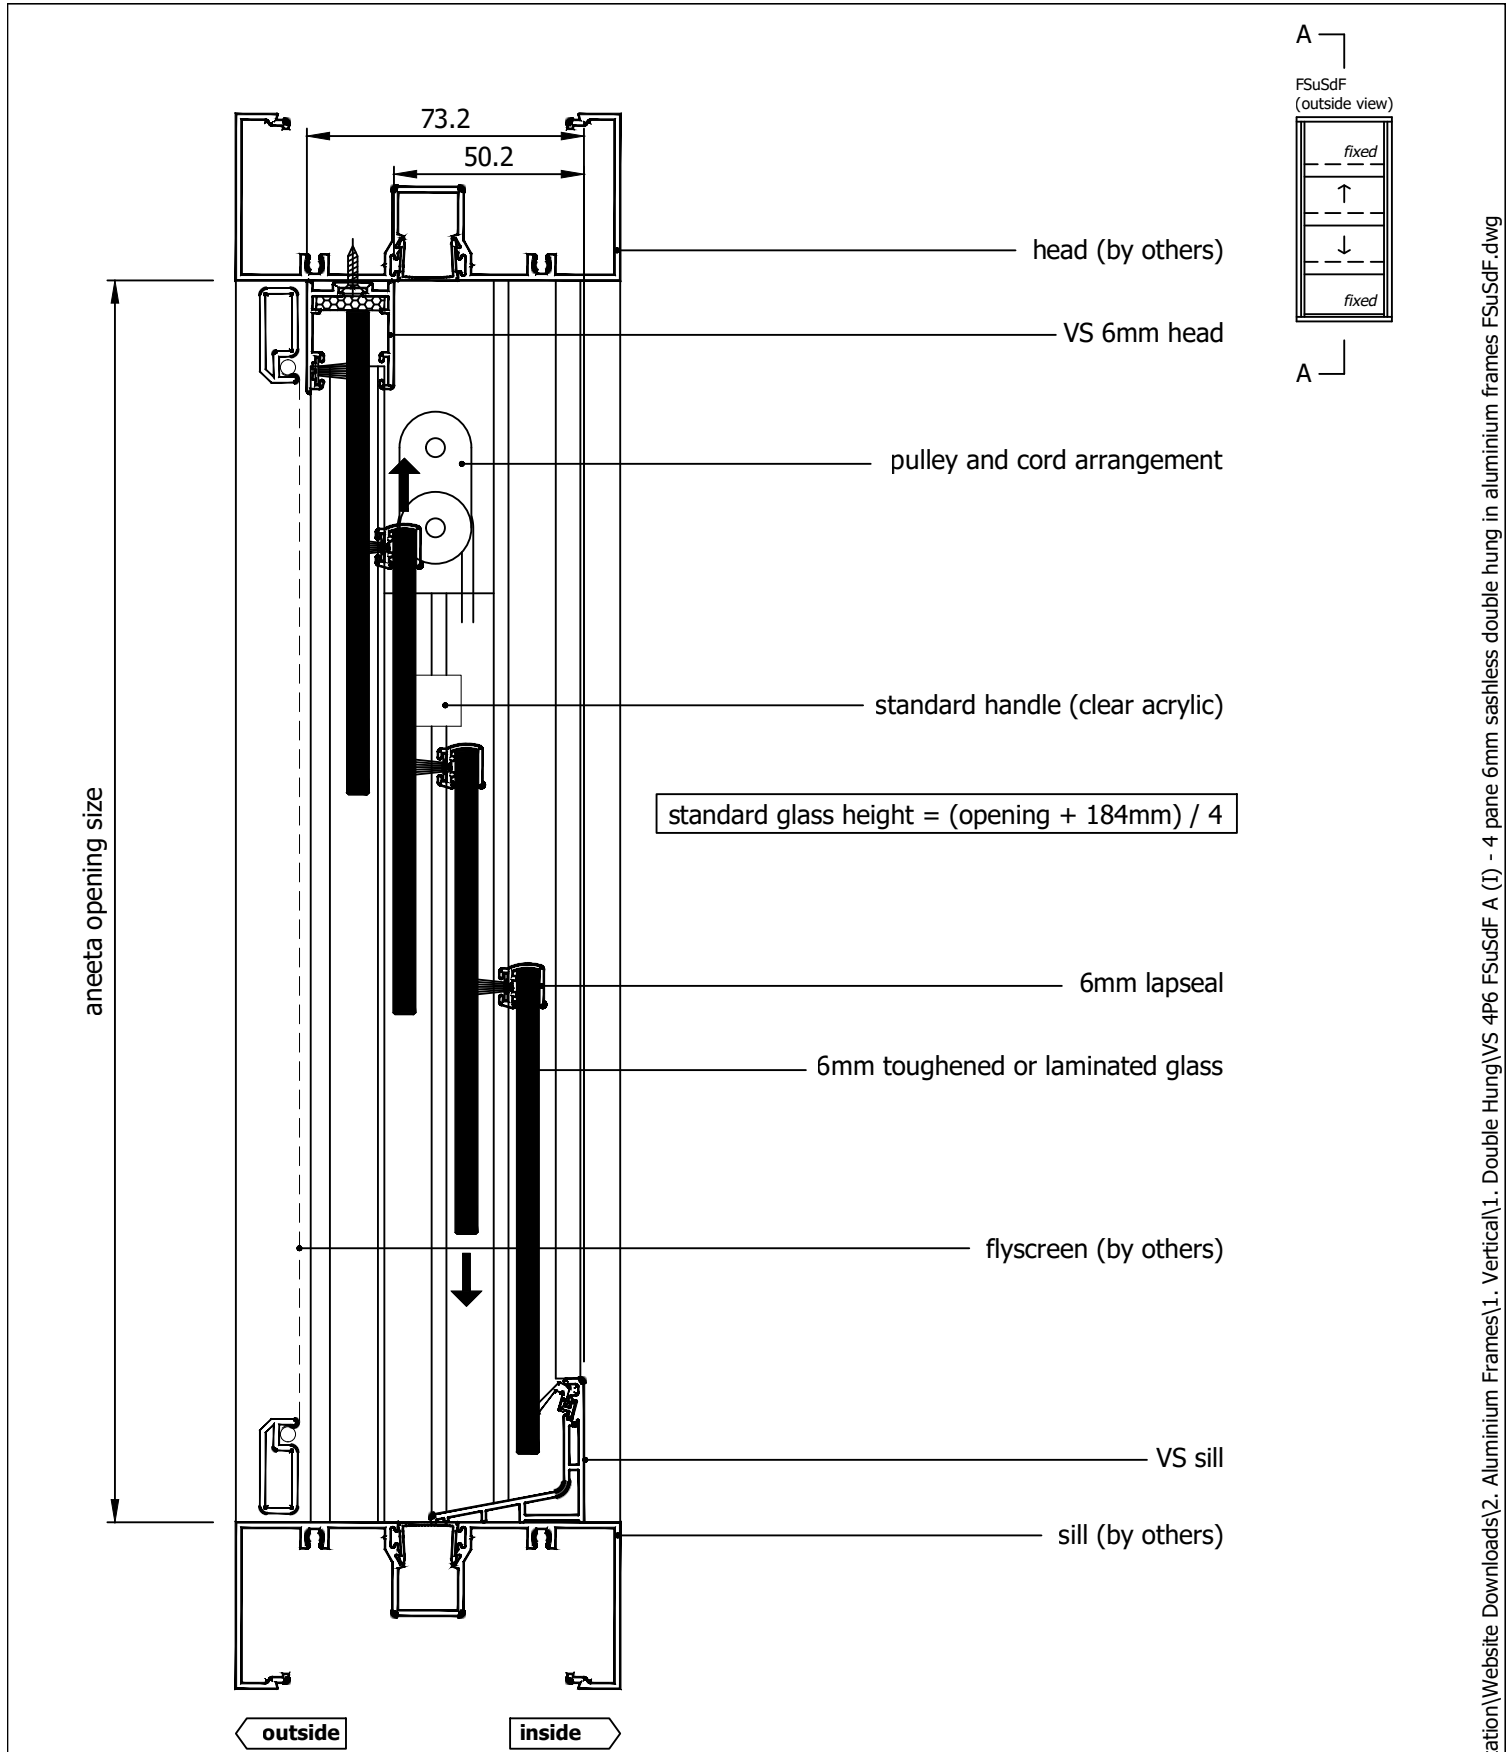 A
FSuSdF
(outside view)
fixed
fixed
A
73.2
50.2
head (by others)
VS 6mm head
pulley and cord arrangement
standard handle (clear acrylic)
standard glass height = (opening + 184mm) / 4
aneeta opening size
6mm lapseal
6mm toughened or laminated glass
flyscreen (by others)
VS sill
sill (by others)
outside
inside
ation\Website Downloads\2. Aluminium Frames\1. Vertical\1. Double Hung\VS 4P6 FSuSdF A (I) - 4 pane 6mm sashless double hung in aluminium frames FSuSdF.dwg